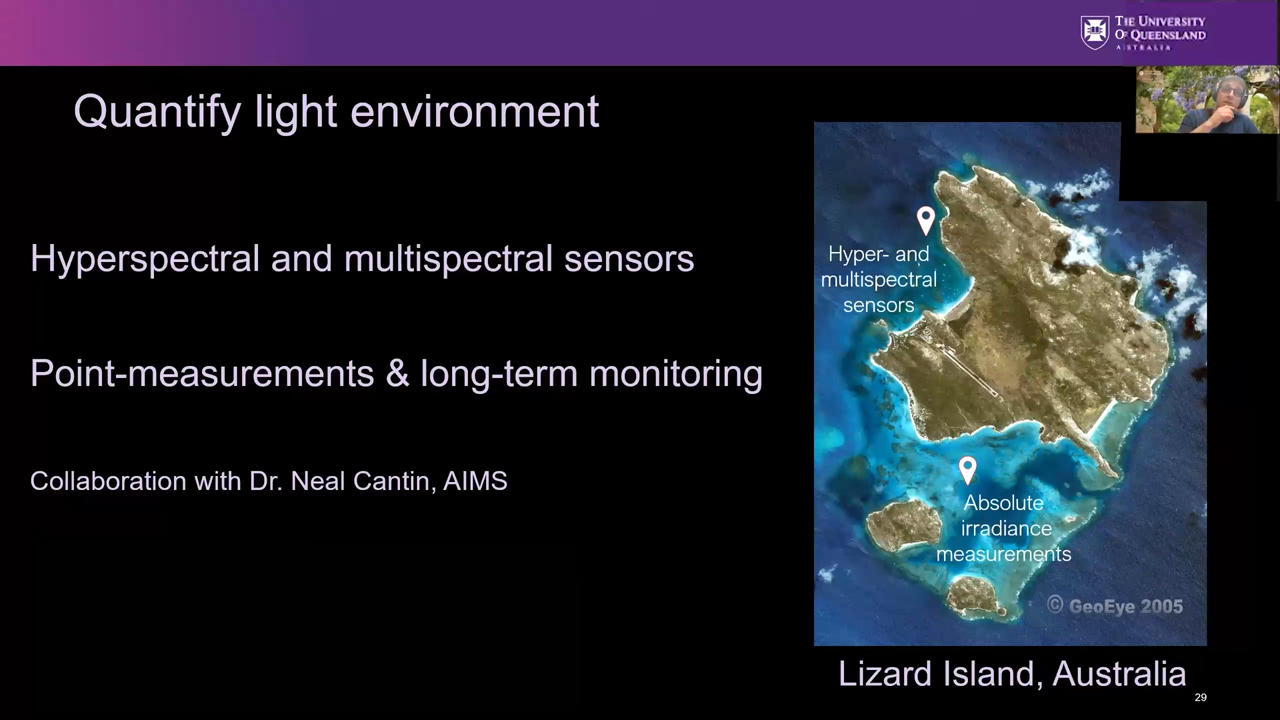 THE UNIVERSITY
OF QUEENSLAND
AUSTRALIA
Quantify light environment
Hyperspectral and multispectral sensors
Point-measurements & long-term monitoring
Collaboration with Dr. Neal Cantin, AIMS
Hyper- and
multispectral
sensors
Absolute
irradiance
measurements
© GeoEye 2005
Lizard Island, Australia
29